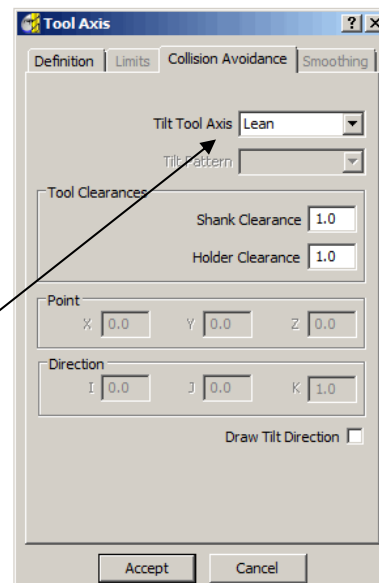 Tool Axis
Definition Limits Collision Avoidance Smoothing
Tilt Tool Axis Lean
Tilt Pattern
Tool Clearances
Shank Clearance 1.0
Holder Clearance 1.0
Point
X 0.0 Y 0.0 Z 0.0
Direction
I 0.0 J 0.0 K 1.0
Draw Tilt Direction
Accept Cancel